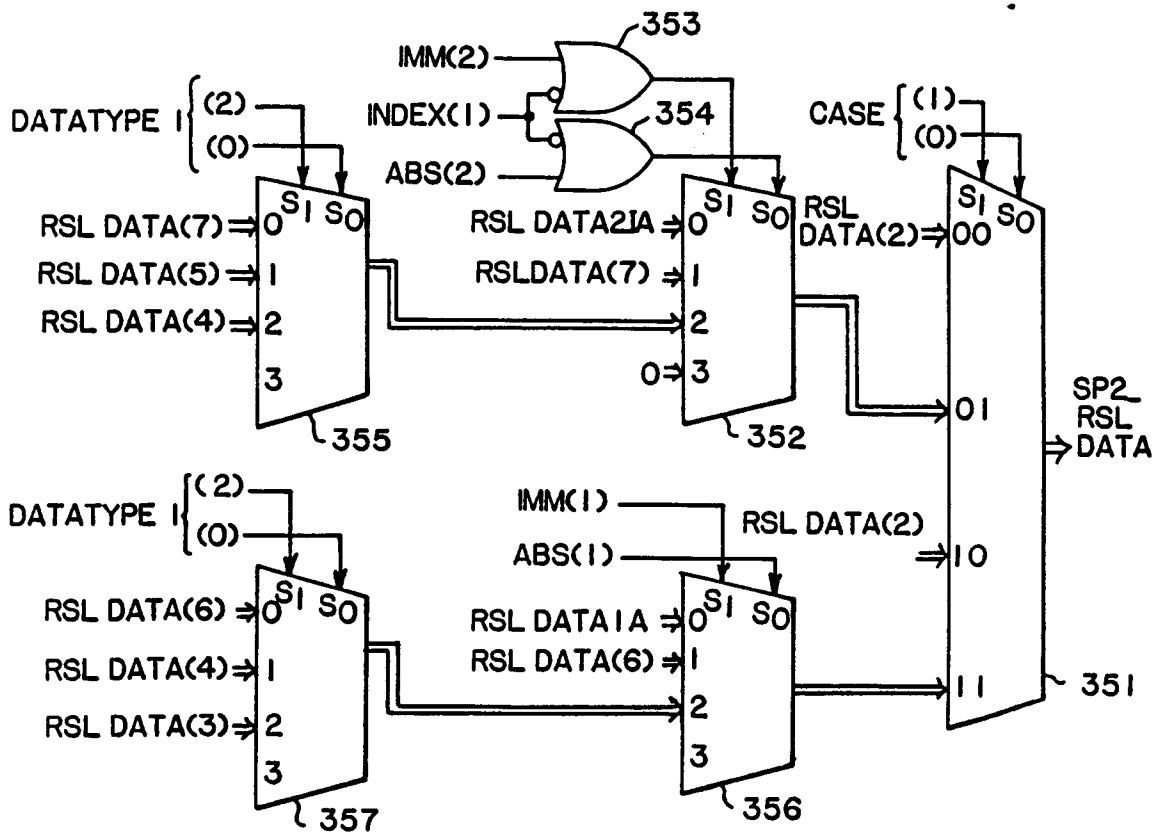 353
IMM(2)
INDEX(1)
354
ABS(2)
DATATYPE 1
(2)
(0)
CASE
(1)
(0)
S1 S0
RSL DATA(7) 0
RSL DATA(5) 1
RSL DATA(4) 2
3
355
S1 S0
RSL DATA2IA 0
RSLDATA(7) 1
2
0 3
352
S1 S0
RSL
DATA(2) 00
01
RSL DATA(2)
10
11
351
SP2_
RSL
DATA
DATATYPE 1
(2)
(0)
S1 S0
RSL DATA(6) 0
RSL DATA(4) 1
RSL DATA(3) 2
3
357
IMM(1)
ABS(1)
S1 S0
RSL DATA1A 0
RSL DATA(6) 1
2
3
356